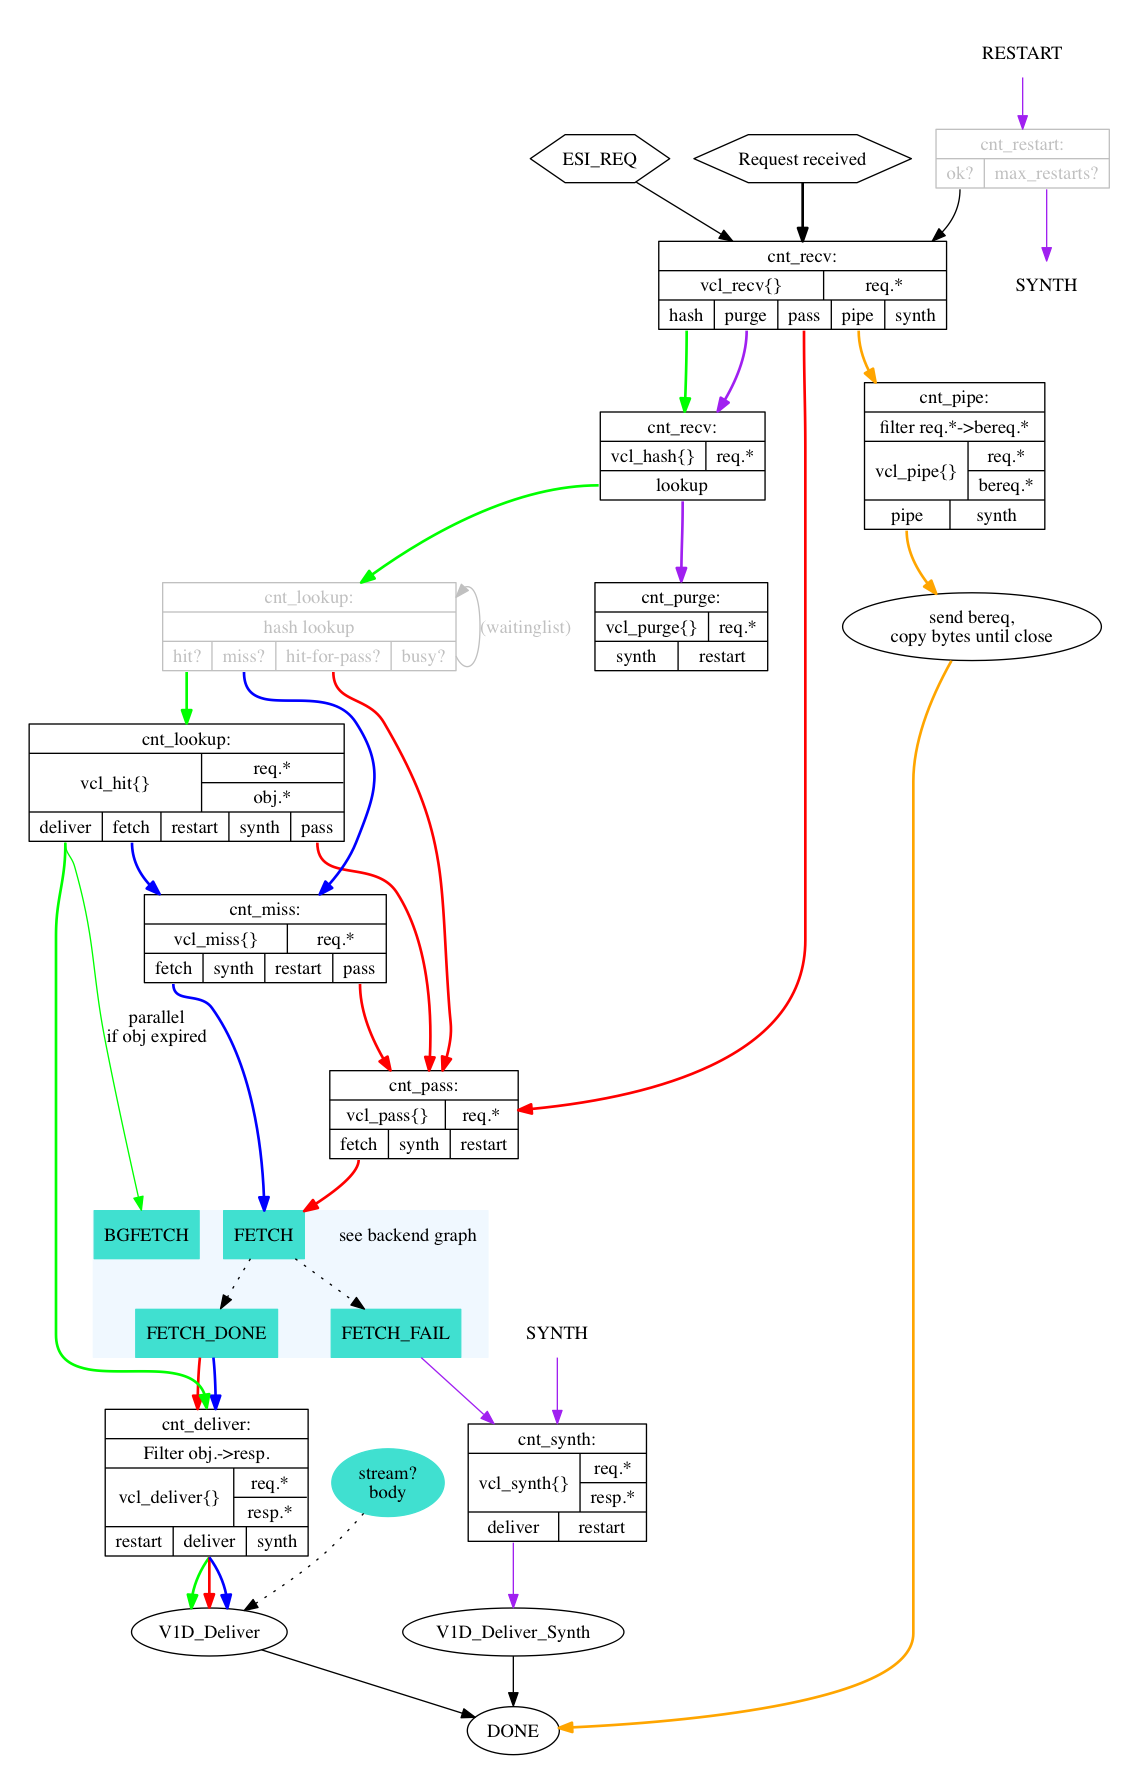 RESTART
cnt_restart:
ok?
max_restarts?
ESI_REQ
Request received
SYNTH
cnt_recv:
vcl_recv{}
req.*
hash
purge
pass
pipe
synth
cnt_pipe:
filter req.*->bereq.*
vcl_pipe{}
req.*
bereq.*
pipe
synth
cnt_recv:
vcl_hash{}
req.*
lookup
cnt_lookup:
hash lookup
hit?
miss?
hit-for-pass?
busy?
(waitinglist)
cnt_purge:
vcl_purge{}
req.*
synth
restart
send bereq,
copy bytes until close
cnt_lookup:
vcl_hit{}
req.*
obj.*
deliver
fetch
restart
synth
pass
cnt_miss:
vcl_miss{}
req.*
fetch
synth
restart
pass
parallel
if obj expired
cnt_pass:
vcl_pass{}
req.*
fetch
synth
restart
BGFETCH
FETCH
see backend graph
FETCH_DONE
FETCH_FAIL
SYNTH
cnt_deliver:
Filter obj.->resp.
vcl_deliver{}
req.*
resp.*
restart
deliver
synth
stream?
body
cnt_synth:
vcl_synth{}
req.*
resp.*
deliver
restart
V1D_Deliver
V1D_Deliver_Synth
DONE